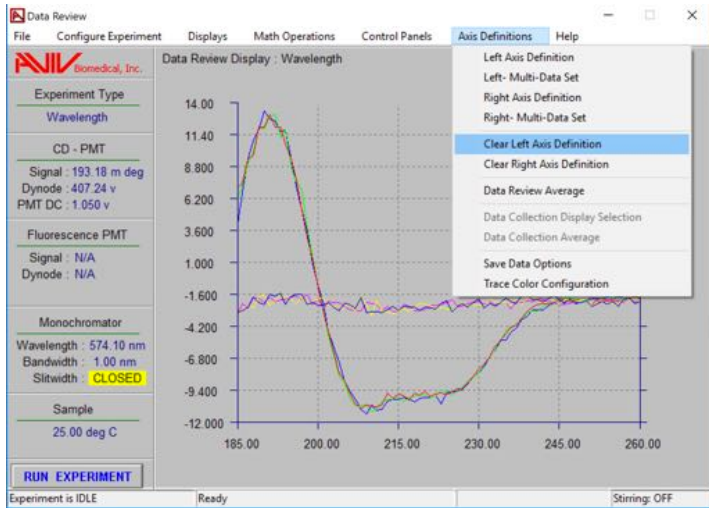 Data Review
File Configure Experiment Displays Math Operations Control Panels Axis Definitions Help
AVIV Biomedical, Inc.
Experiment Type
Wavelength
CD - PMT
Signal : 193.18 m deg
Dynode : 407.24 v
PMT DC : 1.050 v
Fluorescence PMT
Signal : N/A
Dynode : N/A
Monochromator
Wavelength : 574.10 nm
Bandwidth : 1.00 nm
Slitwidth : CLOSED
Sample
25.00 deg C
RUN EXPERIMENT
Data Review Display : Wavelength
14.00
11.40
8.800
6.200
3.600
1.000
-1.600
-4.200
-6.800
-9.400
-12.000
185.00 200.00 215.00 230.00 245.00 260.00
Left Axis Definition
Left- Multi-Data Set
Right Axis Definition
Right- Multi-Data Set
Clear Left Axis Definition
Clear Right Axis Definition
Data Review Average
Data Collection Display Selection
Data Collection Average
Save Data Options
Trace Color Configuration
Experiment is IDLE Ready Stirring: OFF